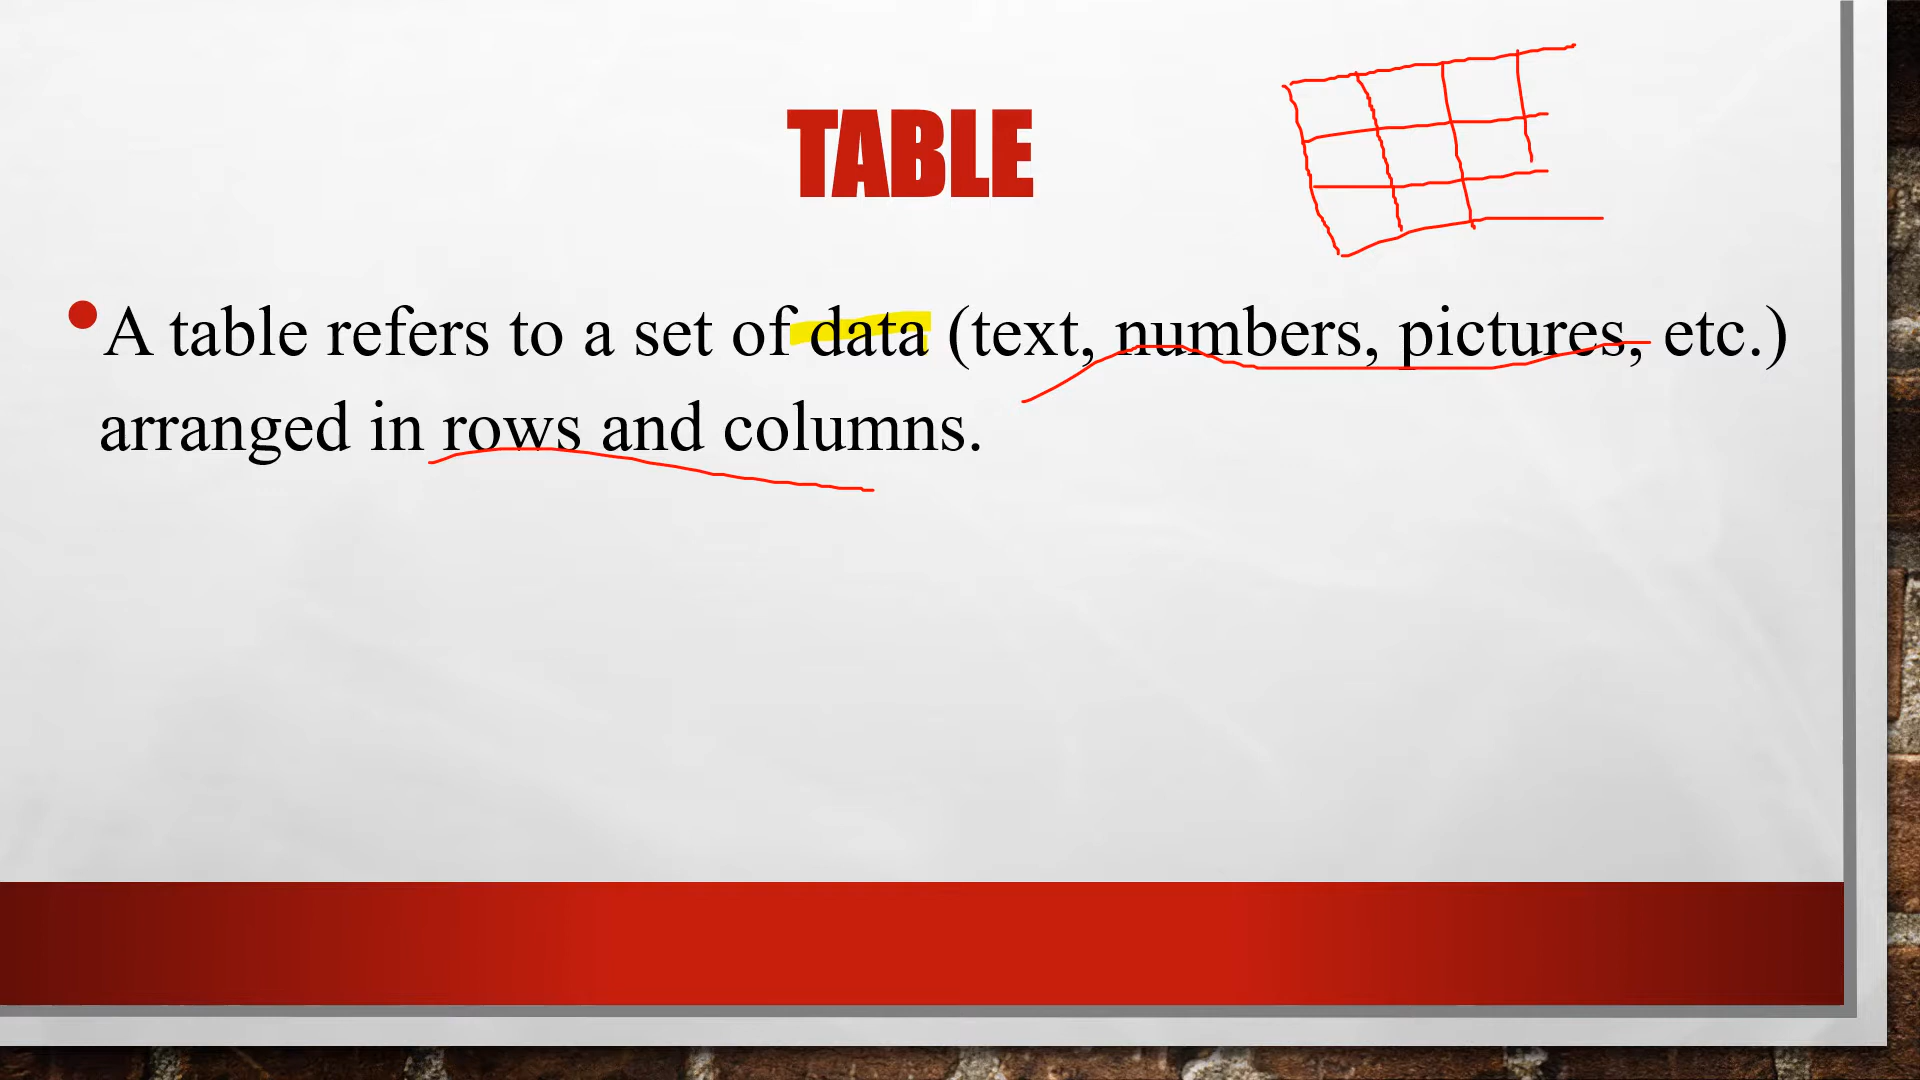 TABLE
A table refers to a set of data (text, numbers, pictures, etc.)
arranged in rows and columns.